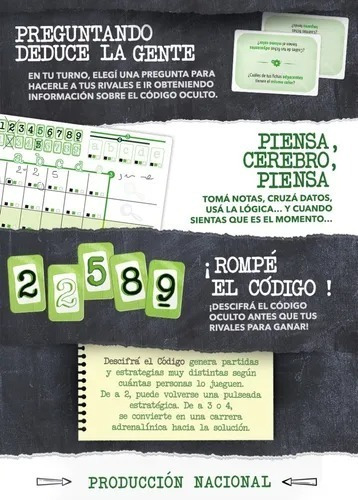 PREGUNTANDO
DEDUCE LA GENTE
EN TU TURNO, ELEGÍ UNA PREGUNTA PARA
HACERLE A TUS RIVALES E IR OBTENIENDO
INFORMACIÓN SOBRE EL CÓDIGO OCULTO.
PIENSA,
CEREBRO,
PIENSA
TOMÁ NOTAS, CRUZÁ DATOS,
USÁ LA LÓGICA... Y CUANDO
SIENTAS QUE ES EL MOMENTO...
2 2 5 8 9
¡ROMPÉ
EL CÓDIGO !
¡DESCIFRÁ EL CÓDIGO
OCULTO ANTES QUE TUS
RIVALES PARA GANAR!
Descifrá el Código genera partidas
y estrategias muy distintas según
cuántas personas lo jueguen.
De a 2, puede volverse una pulseada
estratégica. De a 3 o 4,
se convierte en una carrera
adrenalínica hacia la solución.
PRODUCCIÓN NACIONAL